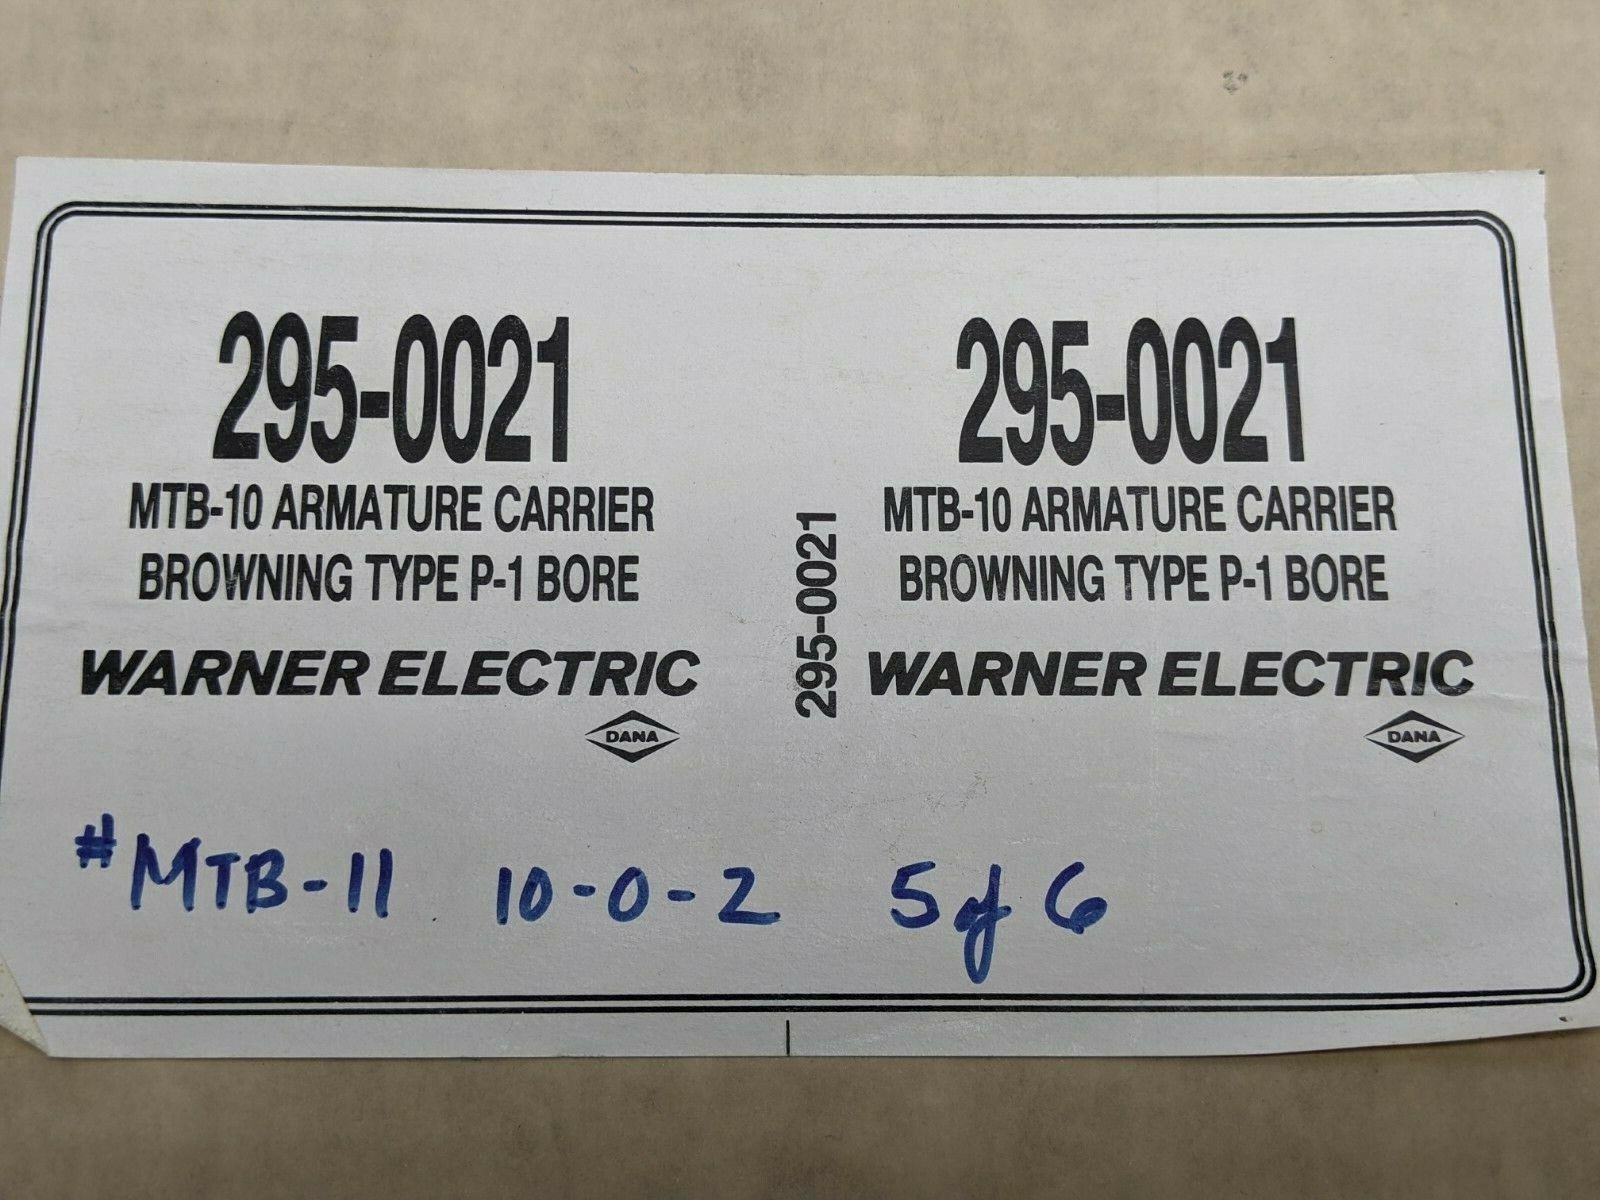 295-0021
MTB-10 ARMATURE CARRIER
BROWNING TYPE P-1 BORE
WARNER ELECTRIC
DANA
295-0021
295-0021
MTB-10 ARMATURE CARRIER
BROWNING TYPE P-1 BORE
WARNER ELECTRIC
DANA
#MTB-11 10-0-2 5 of 6